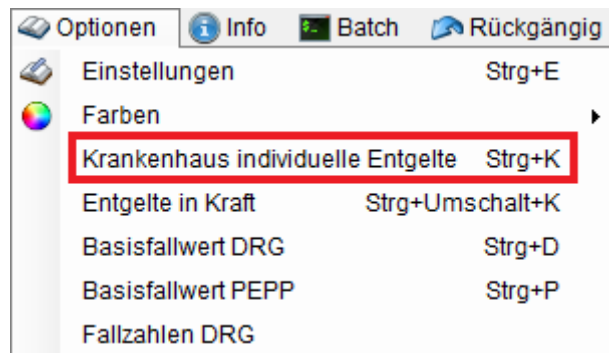 Optionen Info Batch Rückgängig
Einstellungen Strg+E
Farben
Krankenhaus individuelle Entgelte Strg+K
Entgelte in Kraft Strg+Umschalt+K
Basisfallwert DRG Strg+D
Basisfallwert PEPP Strg+P
Fallzahlen DRG